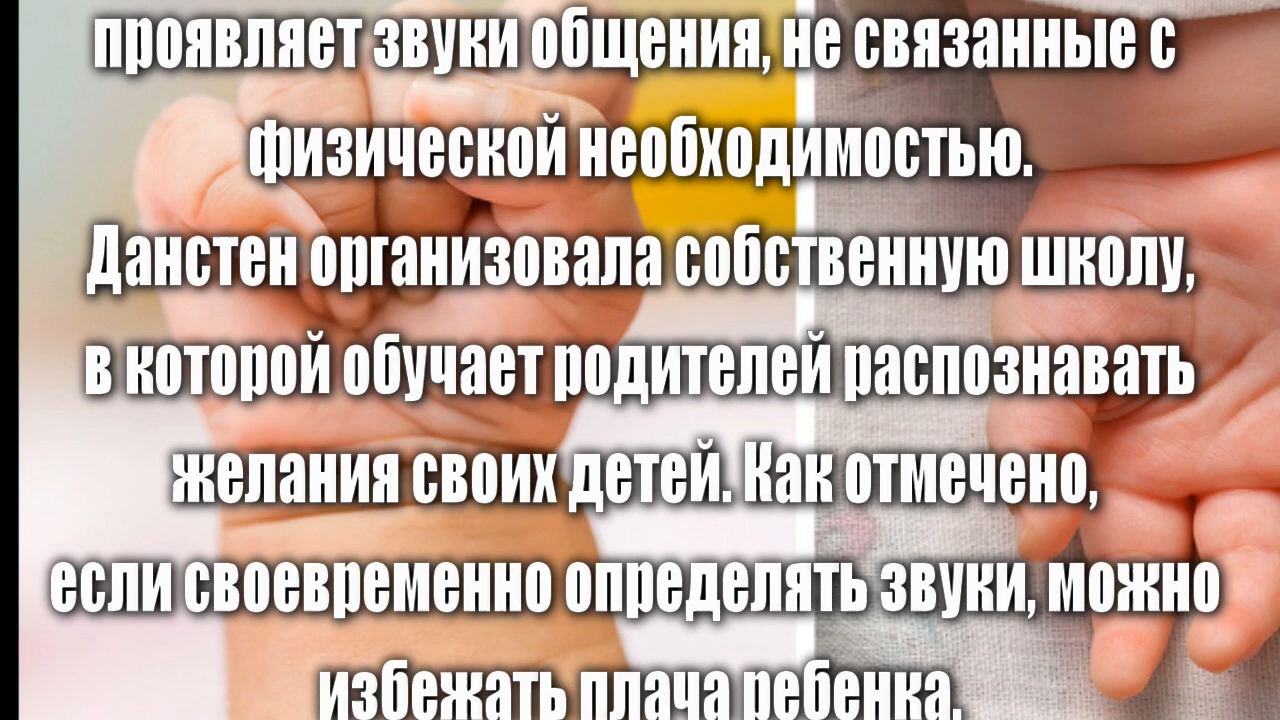 проявляет звуки общения, не связанные с
физической необходимостью.
Данстен организовала собственную школу,
в которой обучает родителей распознавать
желания своих детей. Как отмечено,
если своевременно определять звуки, можно
избежать плача ребенка.